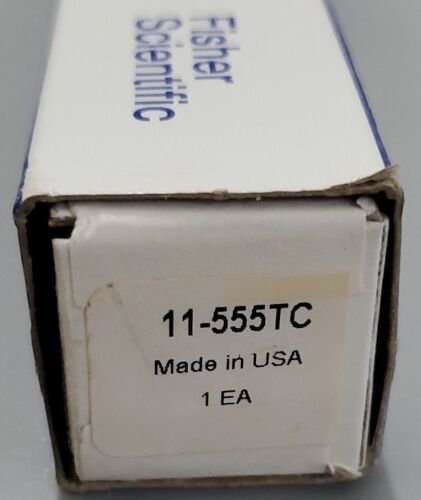 Fisher
Scientific
11-555TC
Made in USA
1 EA